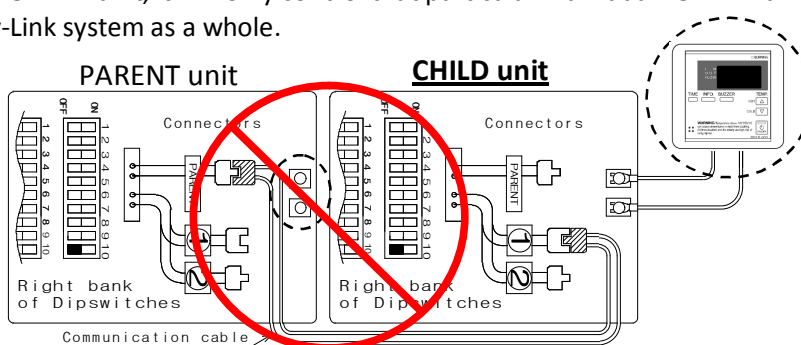 -Link system as a whole.
PARENT unit
CHILD unit
BURNING
TIME INFO. BUZZER TEMP.
WARNING
OFF ON
1
2
3
4
5
6
7
8
9
10
Connectors
PARENT
1
2
Right bank
of Dipswitches
OFF ON
1
2
3
4
5
6
7
8
9
10
Connectors
PARENT
1
2
Right bank
of Dipswitches
Communication cable